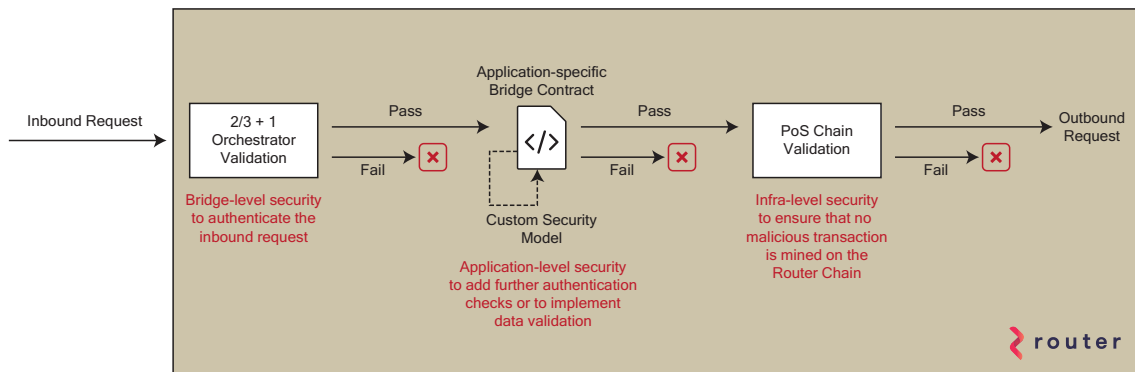 Inbound Request
2/3 + 1
Orchestrator
Validation
Bridge-level security
to authenticate the
inbound request
Pass
Fail
Application-specific
Bridge Contract
</>
Custom Security
Model
Application-level security
to add further authentication
checks or to implement
data validation
Pass
Fail
PoS Chain
Validation
Infra-level security
to ensure that no
malicious transaction
is mined on the
Router Chain
Pass
Fail
Outbound
Request
router